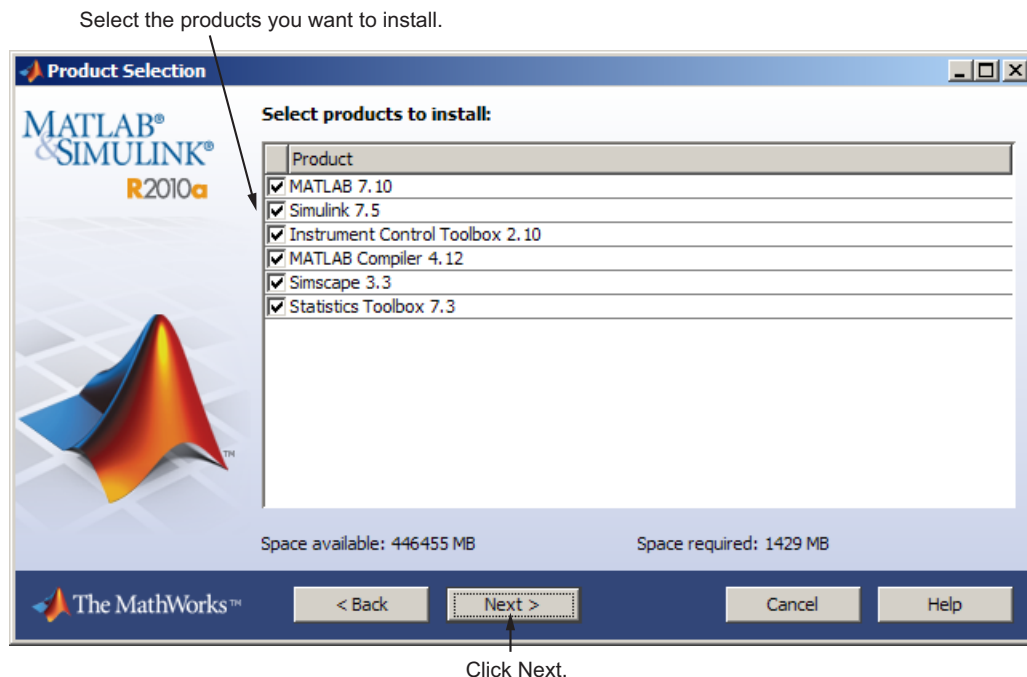 Select the products you want to install.
Product Selection
MATLAB®
&SIMULINK®
R2010a
Select products to install:
Product
MATLAB 7.10
Simulink 7.5
Instrument Control Toolbox 2.10
MATLAB Compiler 4.12
Simscape 3.3
Statistics Toolbox 7.3
TM
Space available: 446455 MB
Space required: 1429 MB
The MathWorks™
< Back
Next >
Cancel
Help
Click Next.